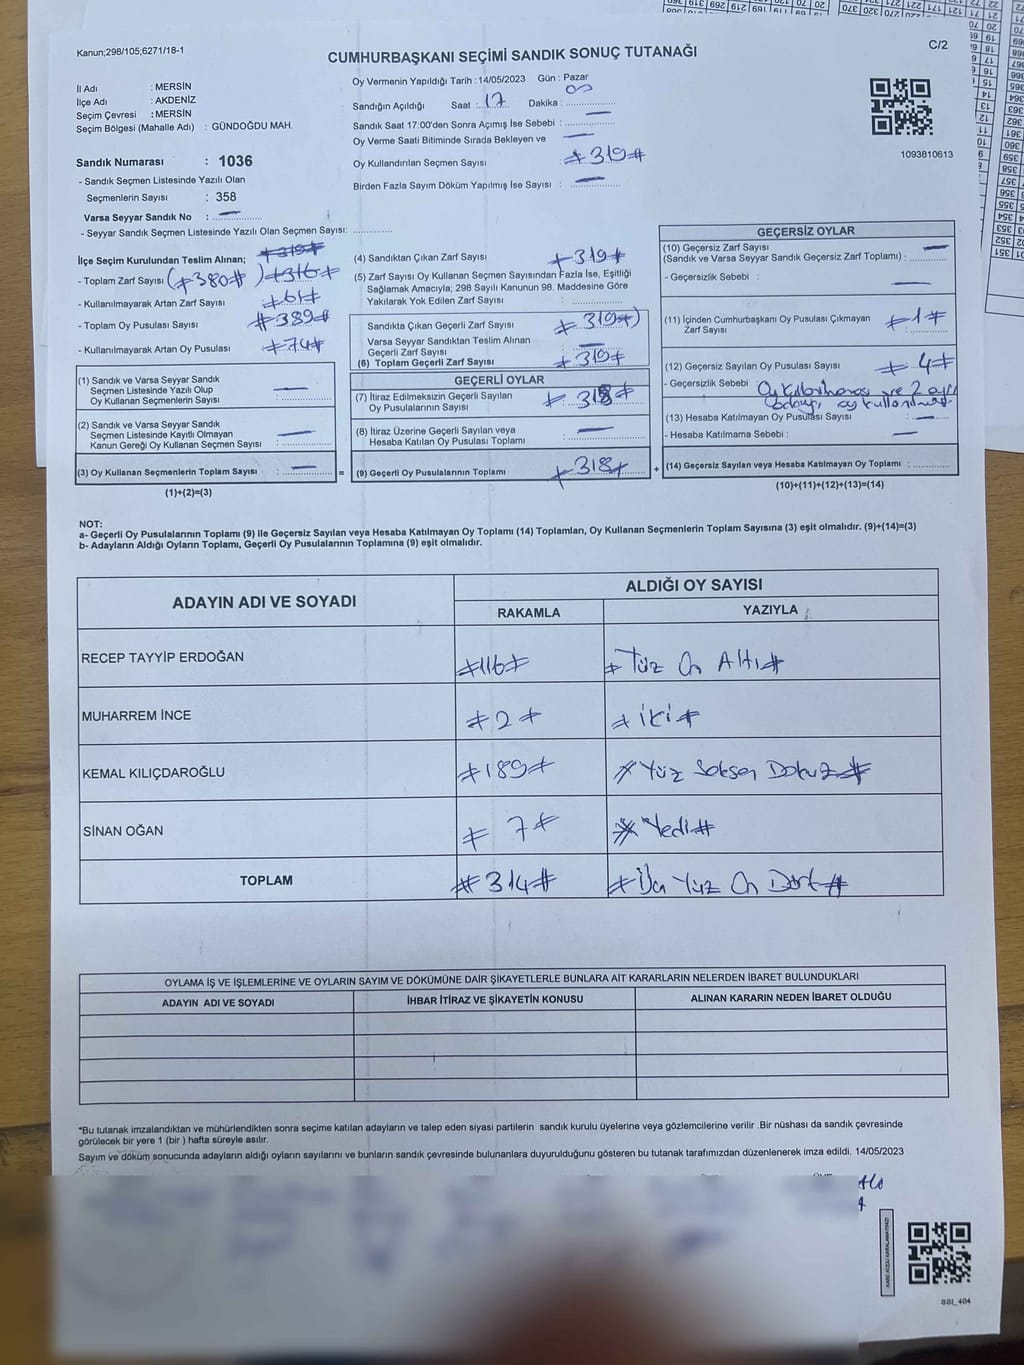 Kanun;298/105;6271/18-1
CUMHURBAŞKANI SEÇİMİ SANDIK SONUÇ TUTANAĞI
C/2
İl Adı : MERSİN
İlçe Adı : AKDENİZ
Seçim Çevresi : MERSİN
Seçim Bölgesi (Mahalle Adı) : GÜNDOĞDU MAH.
Oy Vermenin Yapıldığı Tarih :14/05/2023 Gün : Pazar
Sandığın Açıldığı Saat : 17 Dakika : 00
Sandık Saat 17:00'den Sonra Açımış İse Sebebi : —
Oy Verme Saati Bitiminde Sırada Bekleyen ve —
Oy Kullandırılan Seçmen Sayısı ≠319≠
Birden Fazla Sayım Döküm Yapılmış İse Sayısı : —
1093810613
Sandık Numarası : 1036
- Sandık Seçmen Listesinde Yazılı Olan
Seçmenlerin Sayısı : 358
Varsa Seyyar Sandık No : —
- Seyyar Sandık Seçmen Listesinde Yazılı Olan Seçmen Sayısı:
İlçe Seçim Kurulundan Teslim Alınan; ≠319≠
- Toplam Zarf Sayısı (≠380≠) ≠316≠
- Kullanılmayarak Artan Zarf Sayısı ≠61≠
- Toplam Oy Pusulası Sayısı ≠389≠
- Kullanılmayarak Artan Oy Pusulası ≠74≠
(1) Sandık ve Varsa Seyyar Sandık
Seçmen Listesinde Yazılı Olup
Oy Kullanan Seçmenlerin Sayısı : —
(2) Sandık ve Varsa Seyyar Sandık
Seçmen Listesinde Kayıtlı Olmayan
Kanun Gereği Oy Kullanan Seçmen Sayısı : —
(3) Oy Kullanan Seçmenlerin Toplam Sayısı : —
(1)+(2)=(3)
(4) Sandıktan Çıkan Zarf Sayısı : ≠319≠
(5) Zarf Sayısı Oy Kullanan Seçmen Sayısından Fazla İse, Eşitliği
Sağlamak Amacıyla; 298 Sayılı Kanunun 98. Maddesine Göre
Yakılarak Yok Edilen Zarf Sayısı :
Sandıkta Çıkan Geçerli Zarf Sayısı ≠319≠)
Varsa Seyyar Sandıktan Teslim Alınan
Geçerli Zarf Sayısı : —
(6) Toplam Geçerli Zarf Sayısı : ≠319≠
GEÇERLİ OYLAR
(7) İtiraz Edilmeksizin Geçerli Sayılan
Oy Pusulalarının Sayısı : ≠318≠
(8) İtiraz Üzerine Geçerli Sayılan veya
Hesaba Katılan Oy Pusulası Toplamı : —
= (9) Geçerli Oy Pusulalarının Toplamı : ≠318≠ +
GEÇERSİZ OYLAR
(10) Geçersiz Zarf Sayısı —
(Sandık ve Varsa Seyyar Sandık Geçersiz Zarf Toplamı) :
- Geçersizlik Sebebi : —
(11) İçinden Cumhurbaşkanı Oy Pusulası Çıkmayan
Zarf Sayısı : ≠1≠
(12) Geçersiz Sayılan Oy Pusulası Sayısı : ≠4≠
- Geçersizlik Sebebi : ve 2 ayrı
oy
(13) Hesaba Katılmayan Oy Pusulası Sayısı : —
- Hesaba Katılmama Sebebi : —
(14) Geçersiz Sayılan veya Hesaba Katılmayan Oy Toplamı :
(10)+(11)+(12)+(13)=(14)
NOT:
a- Geçerli Oy Pusulalarının Toplamı (9) ile Geçersiz Sayılan veya Hesaba Katılmayan Oy Toplamı (14) Toplamları, Oy Kullanan Seçmenlerin Toplam Sayısına (3) eşit olmalıdır. (9)+(14)=(3)
b- Adayların Aldığı Oyların Toplamı, Geçerli Oy Pusulalarının Toplamına (9) eşit olmalıdır.
ADAYIN ADI VE SOYADI
ALDIĞI OY SAYISI
RAKAMLA YAZIYLA
RECEP TAYYİP ERDOĞAN ≠116≠ ≠Yüz On Altı≠
MUHARREM İNCE ≠2≠ ≠iki≠
KEMAL KILIÇDAROĞLU ≠189≠ ≠Yüz Seksen Dokuz≠
SİNAN OĞAN ≠7≠ ≠Yedi≠
TOPLAM ≠314≠ ≠Üç Yüz On Dört≠
OYLAMA İŞ VE İŞLEMLERİNE VE OYLARIN SAYIM VE DÖKÜMÜNE DAİR ŞİKAYETLERLE BUNLARA AİT KARARLARIN NELERDEN İBARET BULUNDUKLARI
ADAYIN ADI VE SOYADI
İHBAR İTİRAZ VE ŞİKAYETİN KONUSU
ALINAN KARARIN NEDEN İBARET OLDUĞU
*Bu tutanak imzalandıktan ve mühürlendikten sonra seçime katılan adayların ve talep eden siyasi partilerin sandık kurulu üyelerine veya gözlemcilerine verilir .Bir nüshası da sandık çevresinde
görülecek bir yere 1 (bir ) hafta süreyle asılır.
Sayım ve döküm sonucunda adayların aldığı oyların sayılarını ve bunların sandık çevresinde bulunanlara duyurulduğunu gösteren bu tutanak tarafımızdan düzenlenerek imza edildi. 14/05/2023
SSI_404